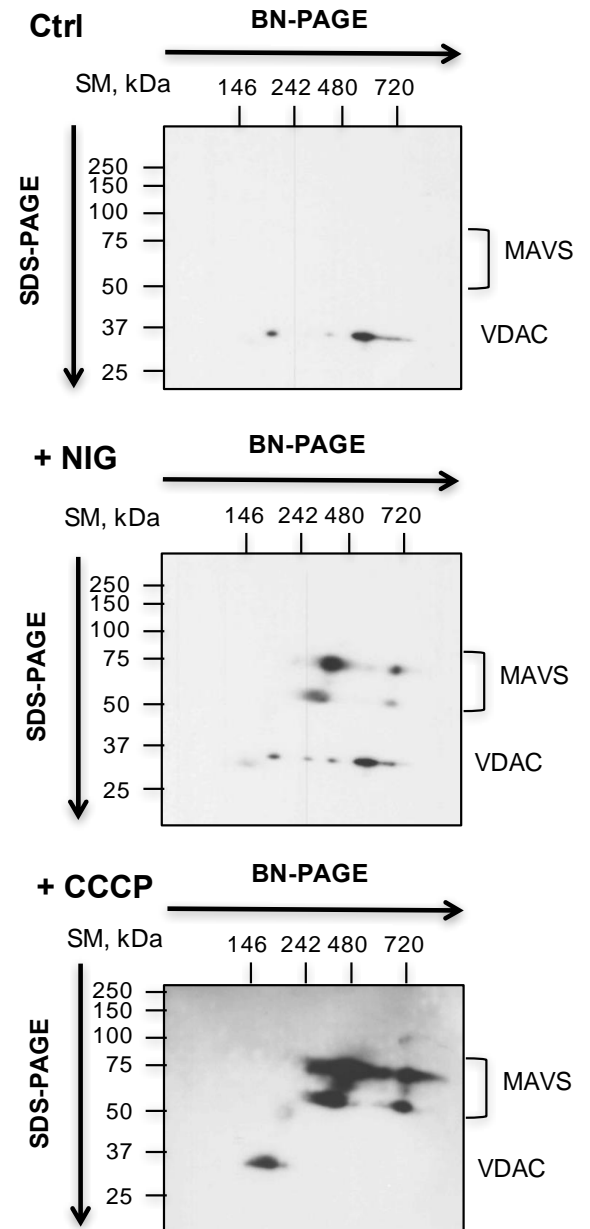 Ctrl
BN-PAGE
SM, kDa 146 242 480 720
SDS-PAGE
250
150
100
75
50
37
25
MAVS
VDAC
+ NIG
BN-PAGE
SM, kDa 146 242 480 720
SDS-PAGE
250
150
100
75
50
37
25
MAVS
VDAC
+ CCCP
BN-PAGE
SM, kDa 146 242 480 720
SDS-PAGE
250
150
100
75
50
37
25
MAVS
VDAC